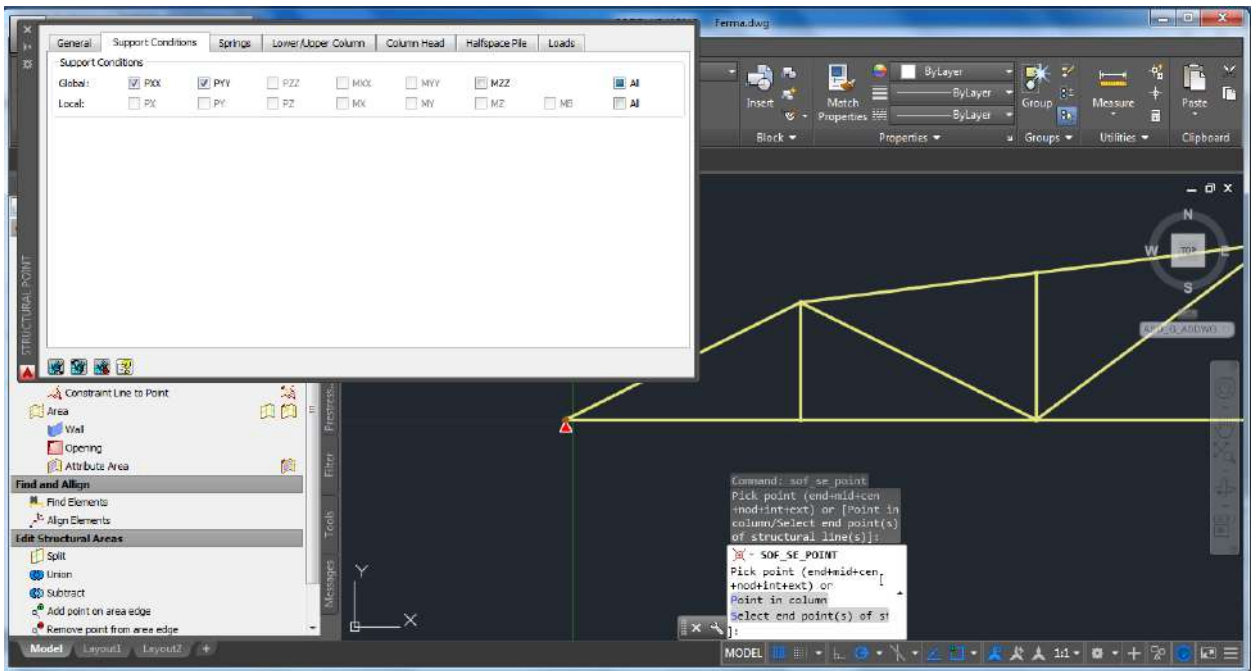 Ferma.dwg
General Support Conditions Springs Lower/Upper Column Column Head Halfspace Pile Loads
Support Conditions
Global: PXX PYY PZZ MXX MYY MZZ All
Local: PX PY PZ MX MY MZ MB All
STRUCTURAL POINT
Insert
Match
Properties
ByLayer
ByLayer
ByLayer
Group
Measure
Paste
Block Properties Groups Utilities Clipboard
N
W TOP E
S
Constraint Line to Point
Area
Wall
Opening
Attribute Area
Find and Allign
Find Elements
Align Elements
Edit Structural Areas
Split
Union
Subtract
Add point on area edge
Remove point from area edge
Prestress...
Filter
Tools
Messages
Y
X
Command: sof_se_point
Pick point (end+mid+cen
+nod+int+ext) or [Point in
column/Select end point(s)
of structural line(s)]:
- SOF_SE_POINT
Pick point (end+mid+cen
+nod+int+ext) or
Point in column
Select end point(s) of st
]:
Model Layout1 Layout2 +
MODEL 1:1